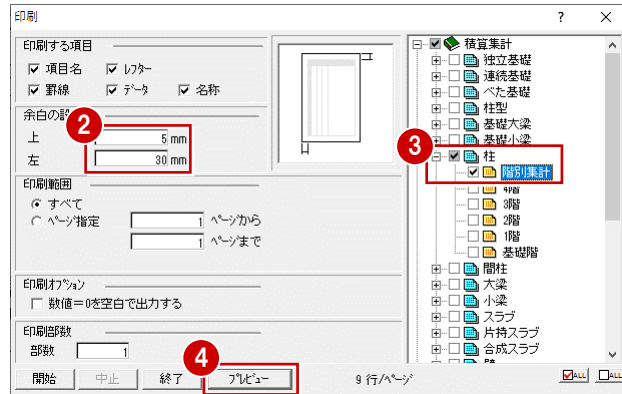 印刷 ? ×
印刷する項目
項目名 レフター
罫線 データ 名称
余白の設
2
上 5 mm
左 30 mm
印刷範囲
すべて
ページ指定 1 ページから
1 ページまで
印刷オプション
数値=0を空白で出力する
印刷部数
部数 1
4
開始 中止 終了 プレビュー 9 行/ページ
積算集計
独立基礎
連続基礎
べた基礎
柱型
基礎大梁
基礎小梁
3
柱
階別集計
4階
3階
2階
1階
基礎階
間柱
大梁
小梁
スラブ
片持スラブ
合成スラブ
ALL ALL